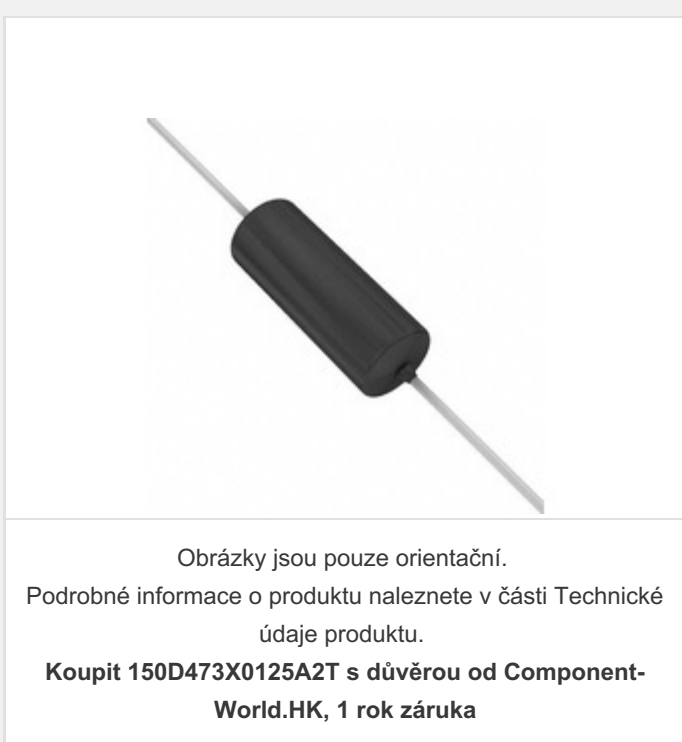 Obrázky jsou pouze orientační.
Podrobné informace o produktu naleznete v části Technické
údaje produktu.
Koupit 150D473X0125A2T s důvěrou od Component-
World.HK, 1 rok záruka